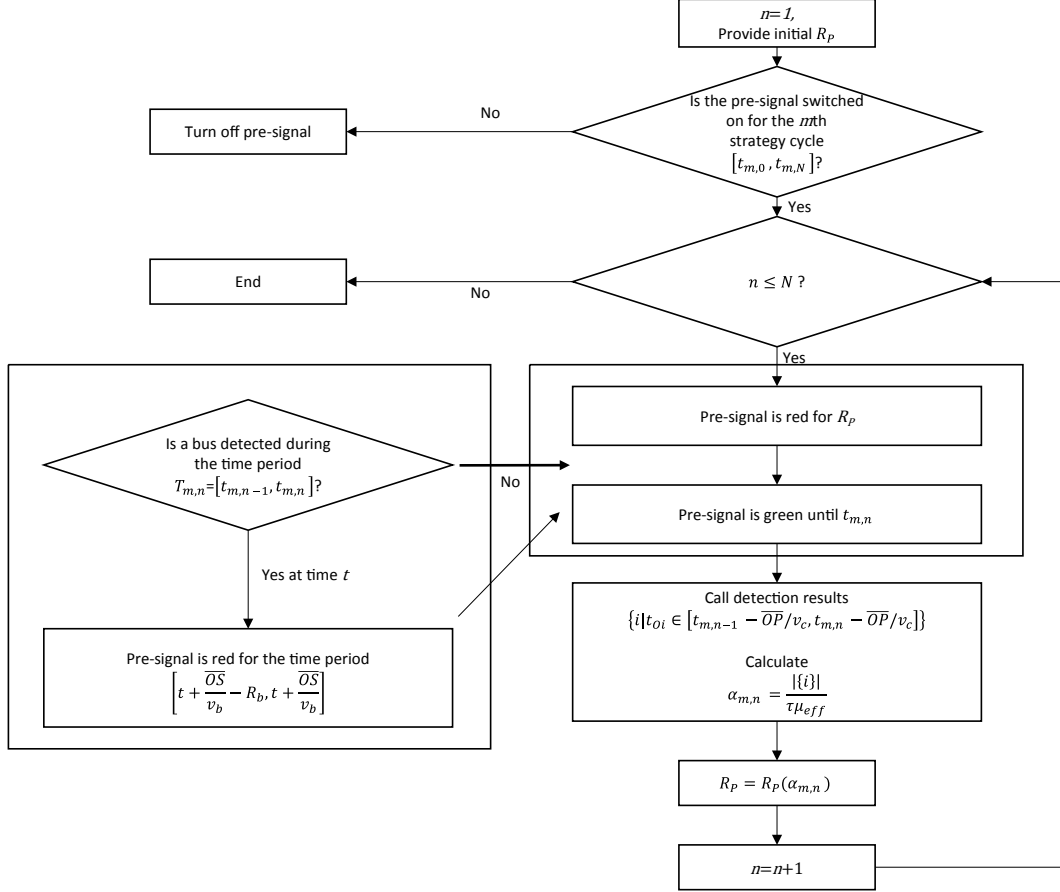 n=1,
Provide initial R_P
Is the pre-signal switched
on for the mth
strategy cycle
[t_{m,0}, t_{m,N}]?
No
Turn off pre-signal
Yes
n ≤ N ?
No
End
Yes
Is a bus detected during
the time period
T_{m,n}=[t_{m,n−1}, t_{m,n}]?
No
Yes at time t
Pre-signal is red for the time period
[t + \overline{OS}/v_b − R_b, t + \overline{OS}/v_b]
Pre-signal is red for R_P
Pre-signal is green until t_{m,n}
Call detection results
{i|t_{Oi} ∈ [t_{m,n−1} − \overline{OP}/v_c, t_{m,n} − \overline{OP}/v_c]}
Calculate
α_{m,n} = |{i}|/τμ_{eff}
R_P = R_P(α_{m,n})
n=n+1